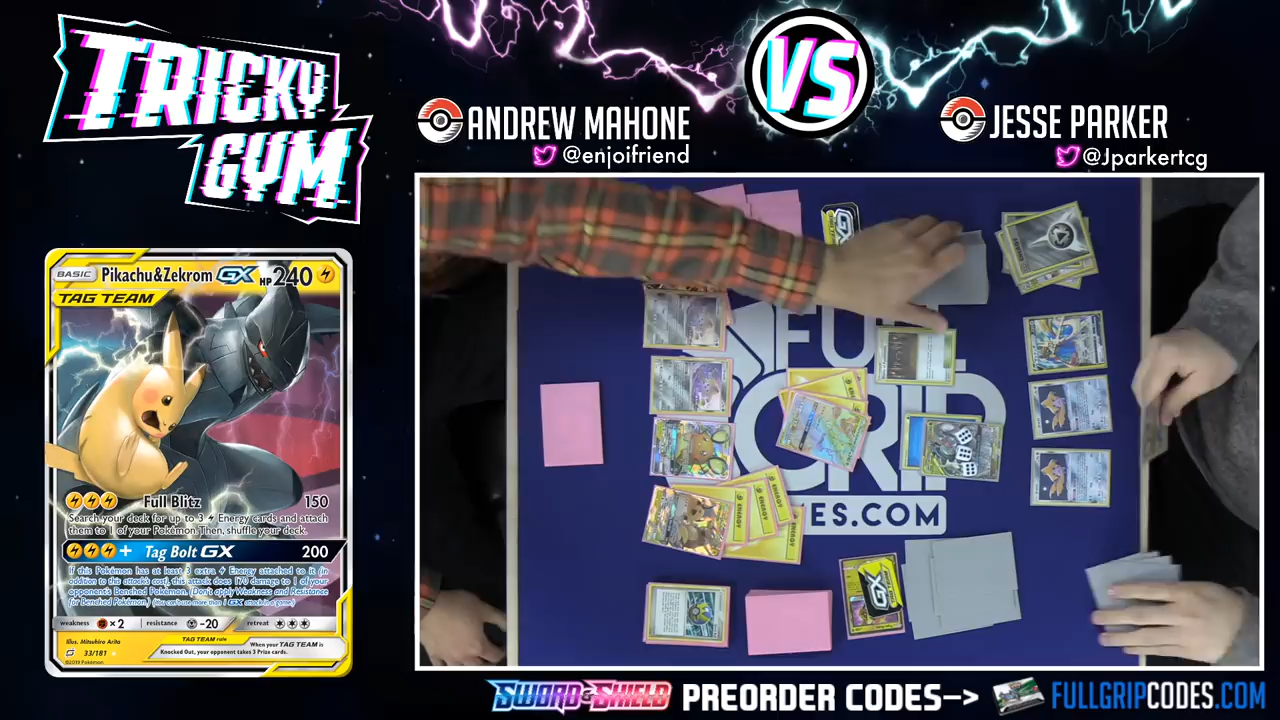 TRICKY
GYM
VS
ANDREW MAHONE
@enjoifriend
JESSE PARKER
@Jparkertcg
BASIC Pikachu&Zekrom GX HP 240
TAG TEAM
Full Blitz 150
Search your deck for up to 3 Energy cards and attach
them to 1 of your Pokémon. Then, shuffle your deck.
+ Tag Bolt GX 200
If this Pokémon has at least 3 extra Energy attached to it (in
addition to this attack's cost), this attack does 170 damage to 1 of your
opponent's Benched Pokémon. (Don't apply Weakness and Resistance
for Benched Pokémon.) (You can't use more than 1 GX attack in a game.)
weakness ×2 resistance -20 retreat
Illus. Mitsuhiro Arita
33/181
©2019 Pokémon
TAG TEAM rule
When your TAG TEAM is
Knocked Out, your opponent takes 3 Prize cards.
GX
FULL
GRIP
ES.COM
ENERGY
ENERGY
ENERGY
GX
SWORD & SHIELD PREORDER CODES–> FULLGRIPCODES.COM